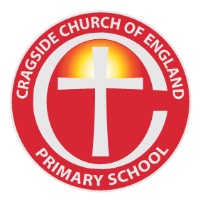 CRAGSIDE CHURCH OF ENGLAND
PRIMARY SCHOOL